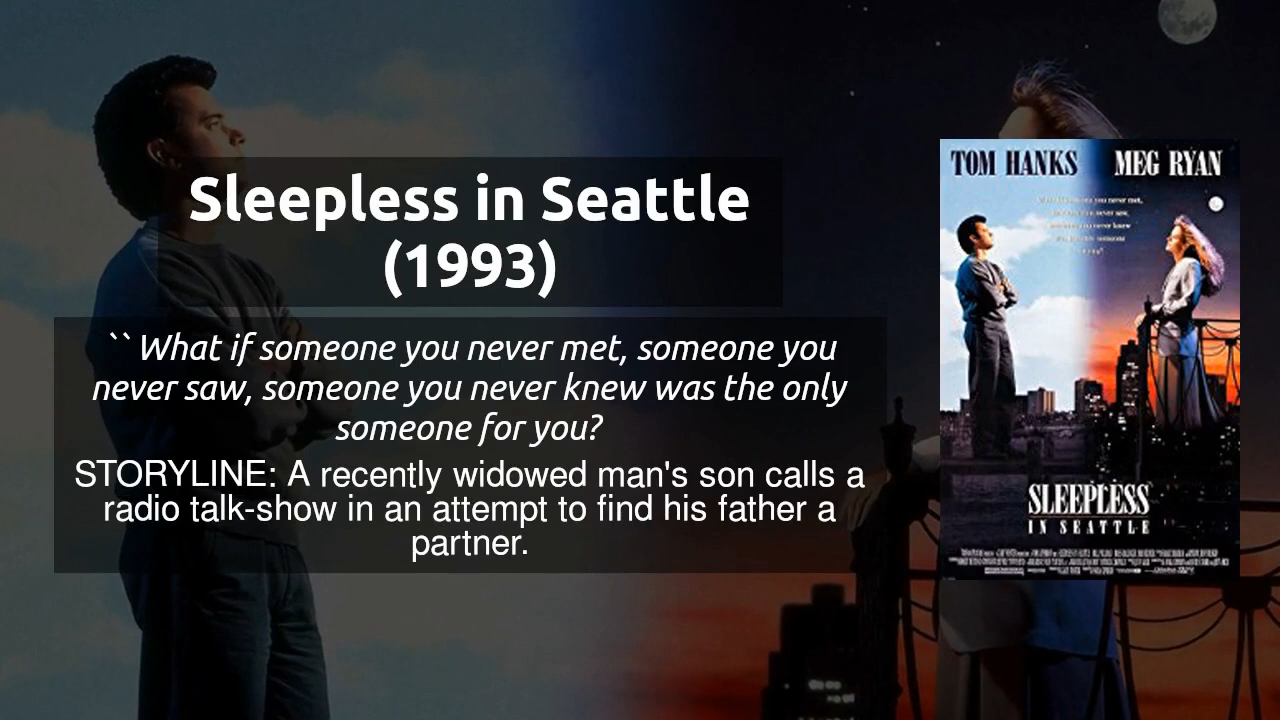 Sleepless in Seattle
(1993)
`` What if someone you never met, someone you
never saw, someone you never knew was the only
someone for you?
STORYLINE: A recently widowed man's son calls a
radio talk-show in an attempt to find his father a
partner.
TOM HANKS MEG RYAN
SLEEPLESS
IN SEATTLE